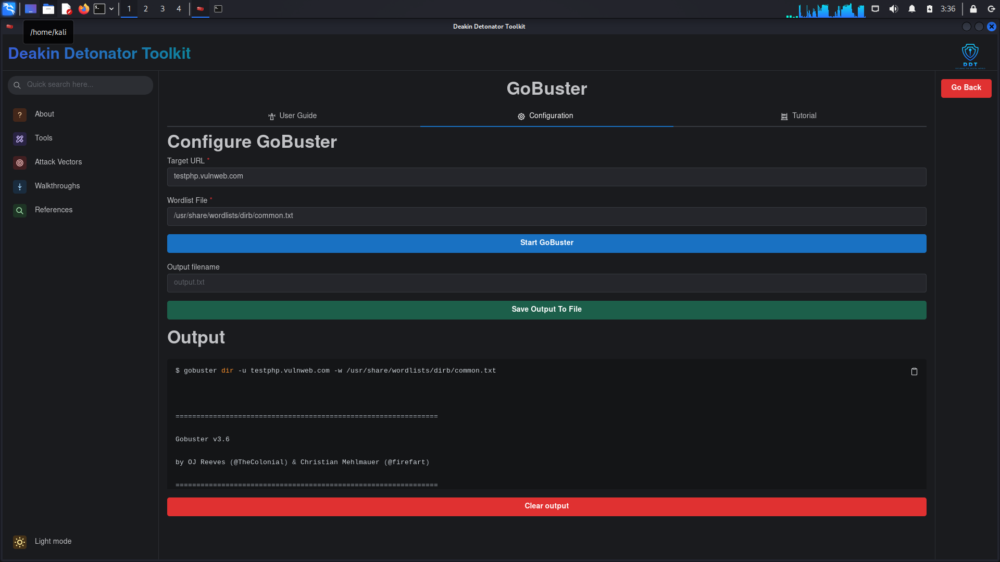 1 2 3 4
3:36
Deakin Detonator Toolkit
/home/kali
Deakin Detonator Toolkit
DDT
Quick search here...
About
Tools
Attack Vectors
Walkthroughs
References
Light mode
GoBuster
Go Back
User Guide
Configuration
Tutorial
Configure GoBuster
Target URL *
testphp.vulnweb.com
Wordlist File *
/usr/share/wordlists/dirb/common.txt
Start GoBuster
Output filename
output.txt
Save Output To File
Output
$ gobuster dir -u testphp.vulnweb.com -w /usr/share/wordlists/dirb/common.txt
===============================================================
Gobuster v3.6
by OJ Reeves (@TheColonial) & Christian Mehlmauer (@firefart)
===============================================================
Clear output